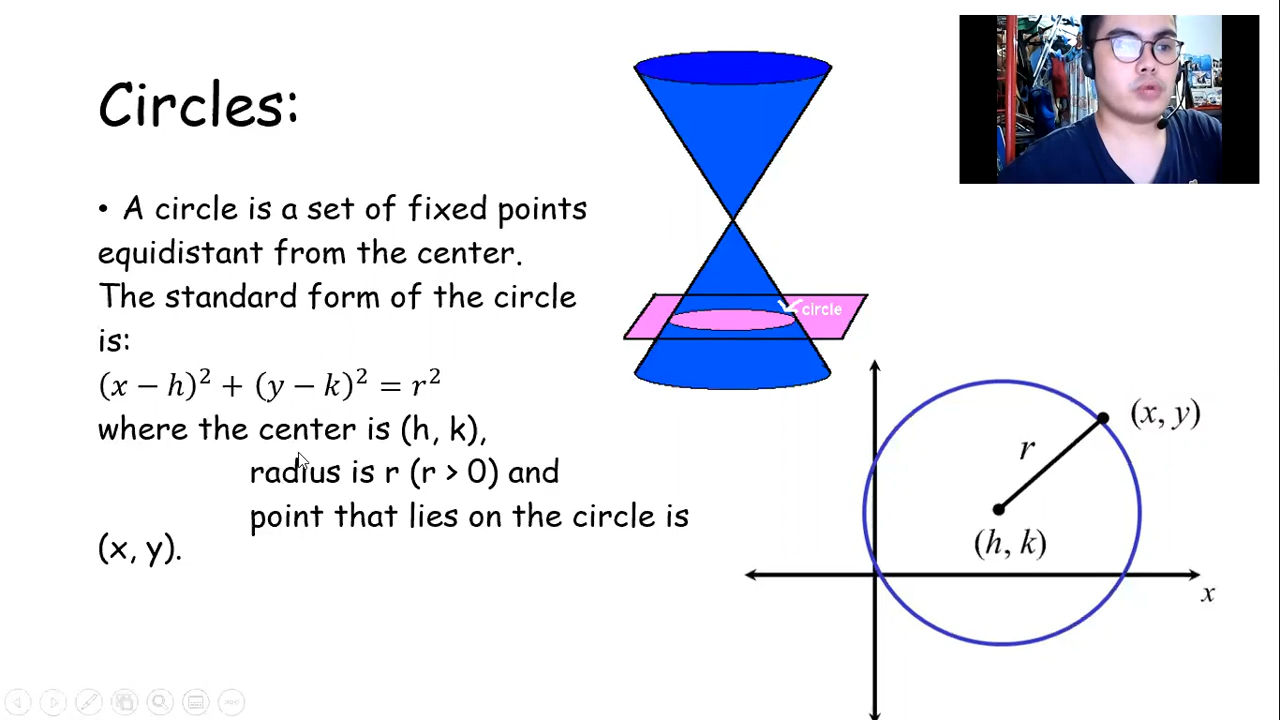 Circles:
• A circle is a set of fixed points
equidistant from the center.
The standard form of the circle
is:
(x − h)² + (y − k)² = r²
where the center is (h, k),
radius is r (r > 0) and
point that lies on the circle is
(x, y).
circle
(x, y)
r
(h, k)
x